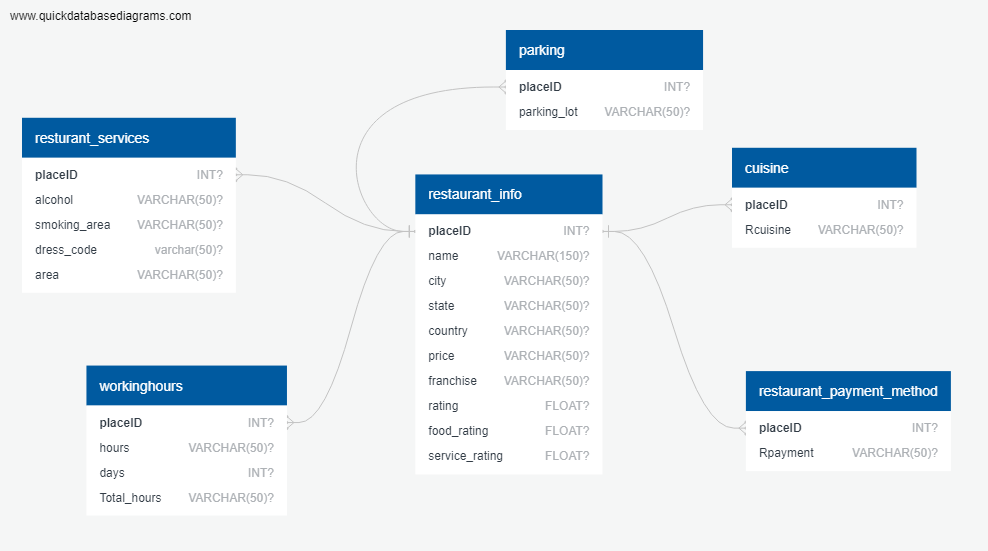 www.quickdatabasediagrams.com
parking
placeID INT?
parking_lot VARCHAR(50)?
resturant_services
placeID INT?
alcohol VARCHAR(50)?
smoking_area VARCHAR(50)?
dress_code varchar(50)?
area VARCHAR(50)?
restaurant_info
placeID INT?
name VARCHAR(150)?
city VARCHAR(50)?
state VARCHAR(50)?
country VARCHAR(50)?
price VARCHAR(50)?
franchise VARCHAR(50)?
rating FLOAT?
food_rating FLOAT?
service_rating FLOAT?
cuisine
placeID INT?
Rcuisine VARCHAR(50)?
workinghours
placeID INT?
hours VARCHAR(50)?
days INT?
Total_hours VARCHAR(50)?
restaurant_payment_method
placeID INT?
Rpayment VARCHAR(50)?